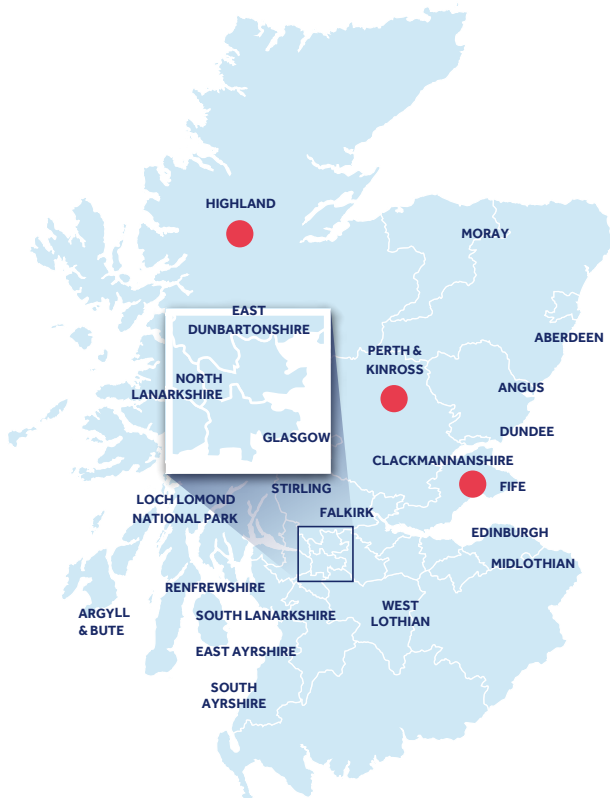 HIGHLAND
MORAY
EAST
DUNBARTONSHIRE
ABERDEEN
PERTH &
KINROSS
NORTH
LANARKSHIRE
ANGUS
GLASGOW
DUNDEE
CLACKMANNANSHIRE
STIRLING
FIFE
LOCH LOMOND
NATIONAL PARK
FALKIRK
EDINBURGH
MIDLOTHIAN
RENFREWSHIRE
ARGYLL
& BUTE
SOUTH LANARKSHIRE
WEST
LOTHIAN
EAST AYRSHIRE
SOUTH
AYRSHIRE